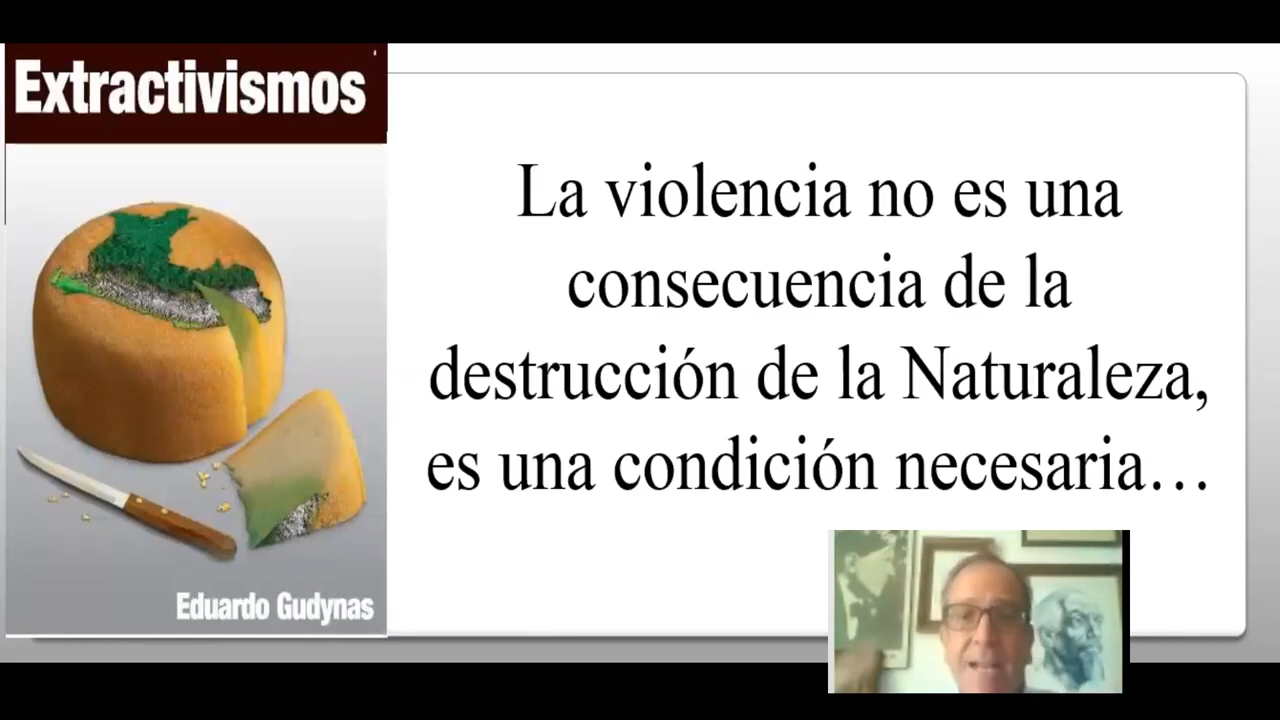 Extractivismos
Eduardo Gudynas
La violencia no es una
consecuencia de la
destrucción de la Naturaleza,
es una condición necesaria…